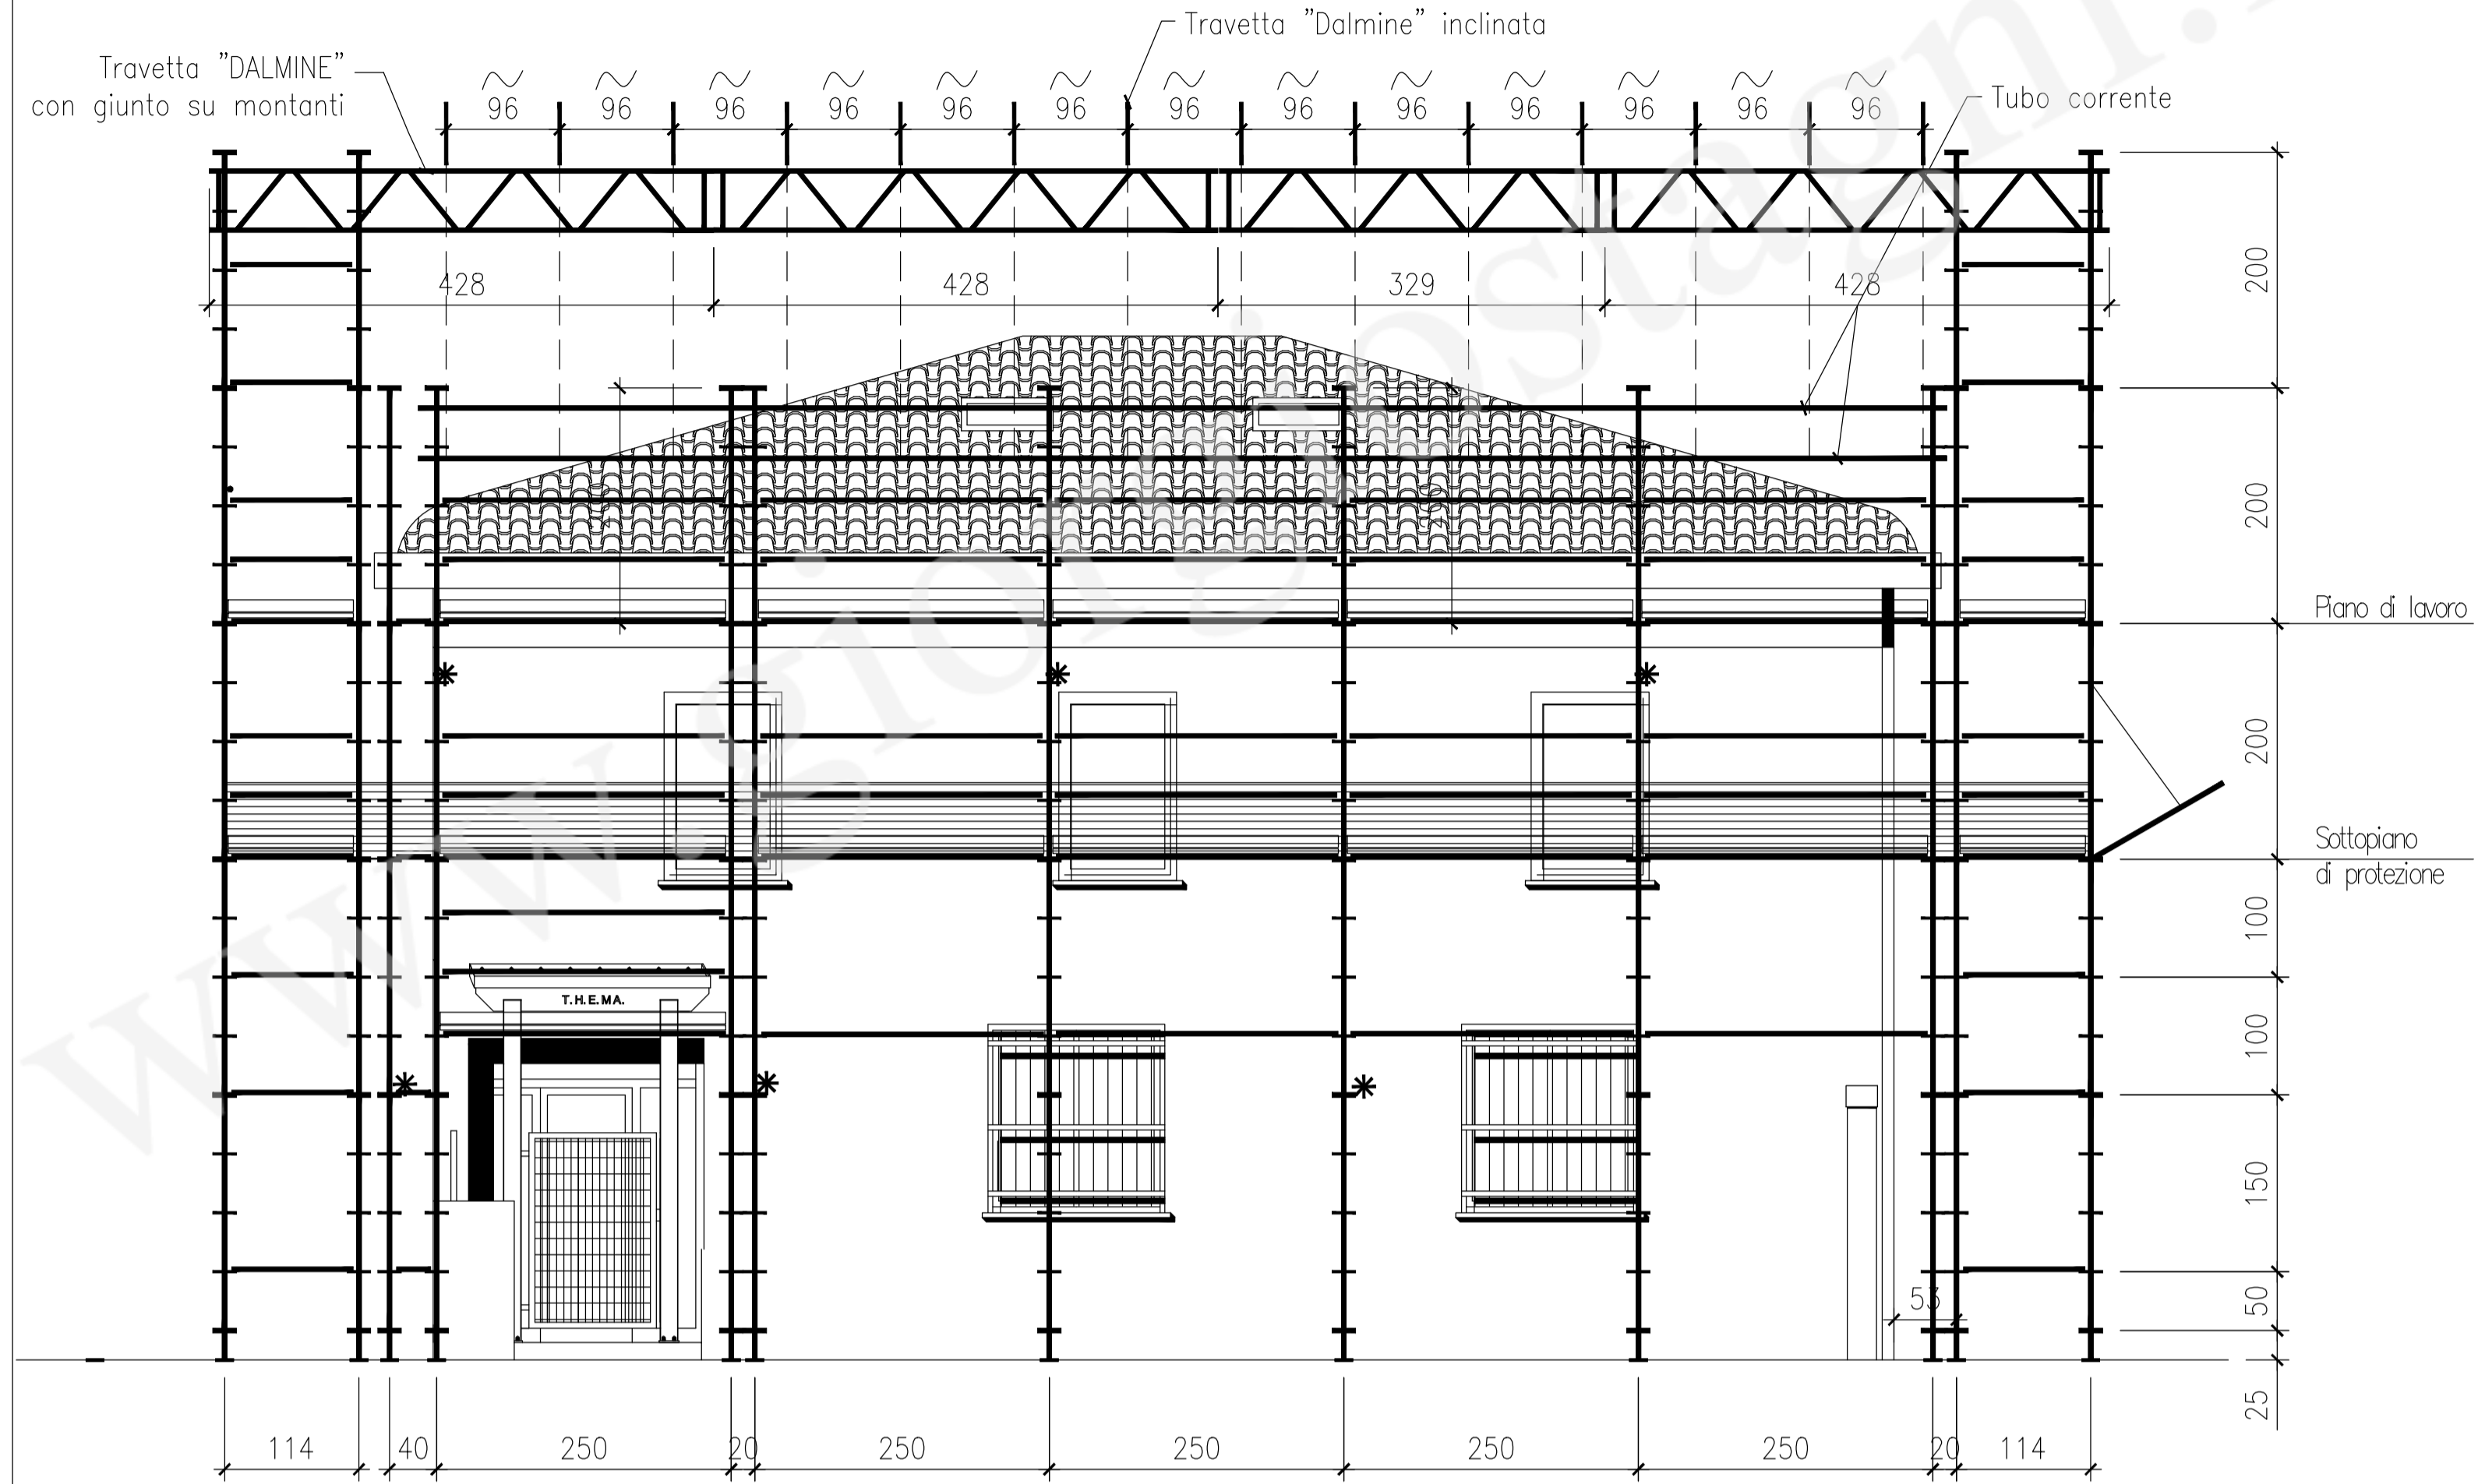 Travetta "Dalmine" inclinata
Travetta "DALMINE"
con giunto su montanti
Tubo corrente
~ ~ ~ ~ ~ ~ ~ ~ ~ ~ ~ ~ ~
96 96 96 96 96 96 96 96 96 96 96 96 96
428 428 329 428
200
200
200 200
Piano di lavoro
200
Sottopiano
di protezione
100
T.H.E.MA.
100
150
53
50
25
114 40 250 20 250 250 250 250 20 114